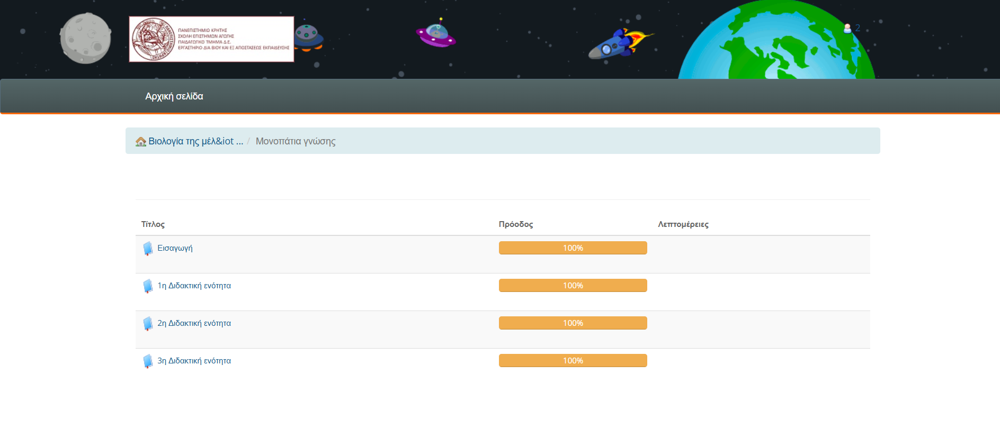 ΠΑΝΕΠΙΣΤΗΜΙΟ ΚΡΗΤΗΣ
ΣΧΟΛΗ ΕΠΙΣΤΗΜΩΝ ΑΓΩΓΗΣ
ΠΑΙΔΑΓΩΓΙΚΟ ΤΜΗΜΑ Δ.Ε.
ΕΡΓΑΣΤΗΡΙΟ ΔΙΑ ΒΙΟΥ ΚΑΙ ΕΞ ΑΠΟΣΤΑΣΕΩΣ ΕΚΠΑΙΔΕΥΣΗΣ
2
Αρχική σελίδα
Βιολογία της μέλ&iot ... / Μονοπάτια γνώσης
Τίτλος Πρόοδος Λεπτομέρειες
Εισαγωγή 100%
1η Διδακτική ενότητα 100%
2η Διδακτική ενότητα 100%
3η Διδακτική ενότητα 100%